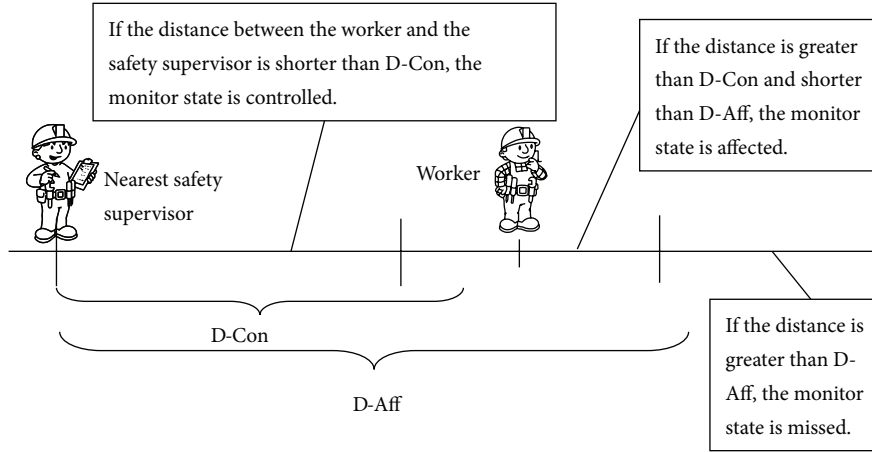 If the distance between the worker and the
safety supervisor is shorter than D-Con, the
monitor state is controlled.
If the distance is greater
than D-Con and shorter
than D-Aff, the monitor
state is affected.
Nearest safety
supervisor
Worker
D-Con
D-Aff
If the distance is
greater than D-
Aff, the monitor
state is missed.